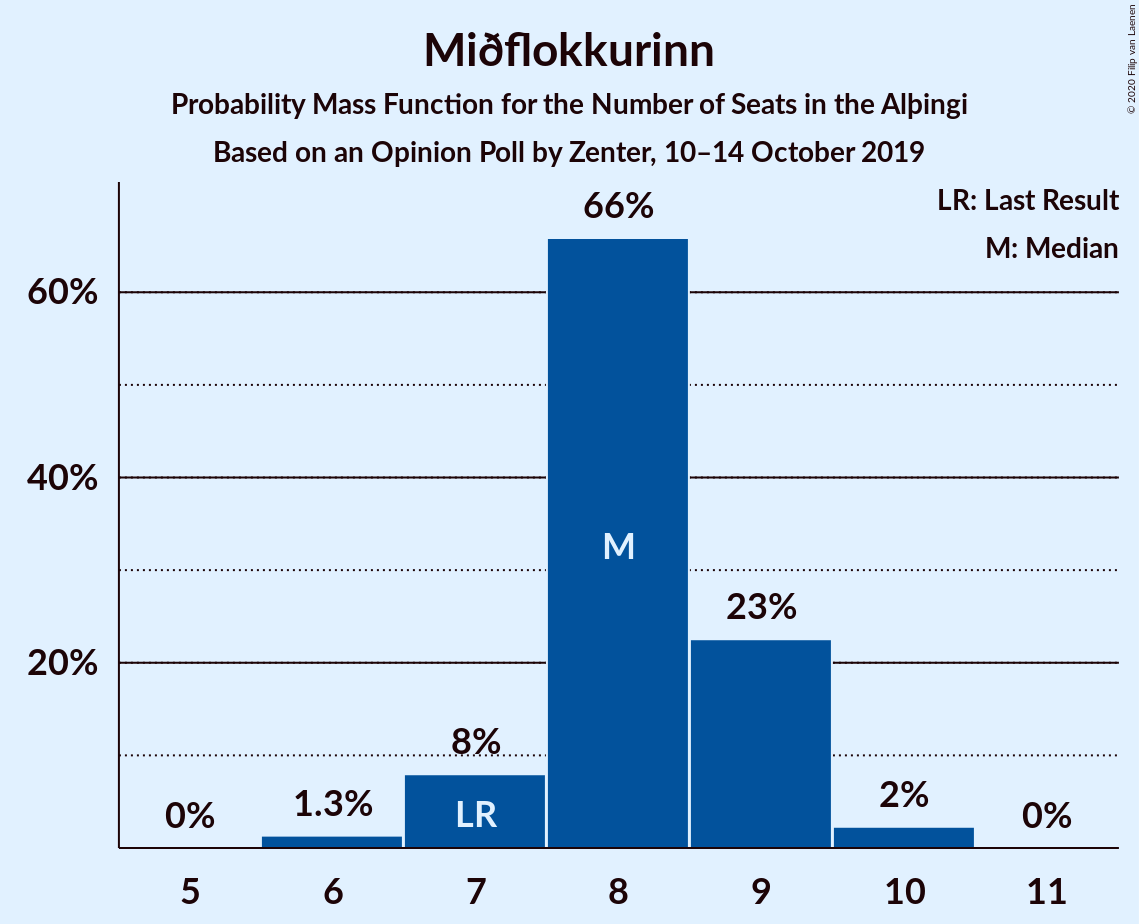 Miðflokkurinn
Probability Mass Function for the Number of Seats in the Alþingi
Based on an Opinion Poll by Zenter, 10–14 October 2019
© 2020 Filip van Laenen
LR: Last Result
M: Median
66%
60%
40%
M
23%
20%
8%
LR
1.3%
2%
0%
0%
5 6 7 8 9 10 11